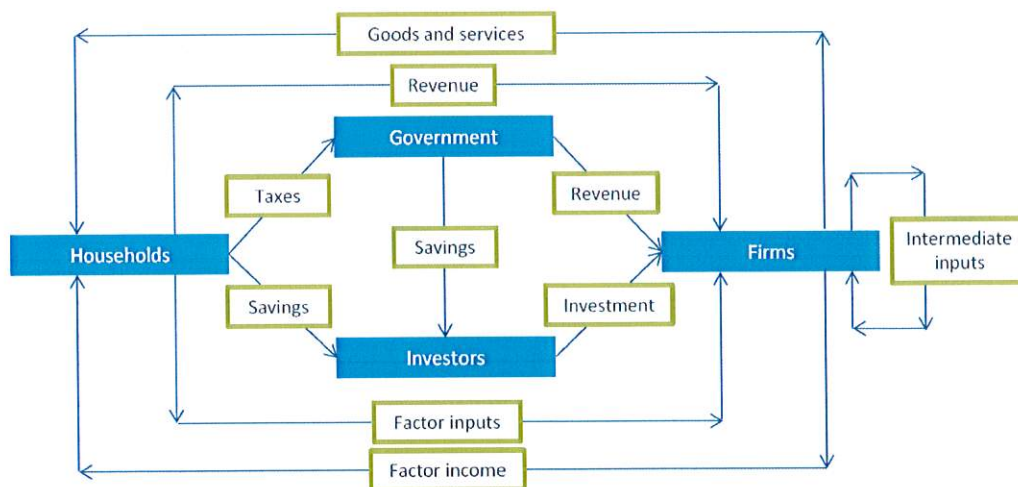 Goods and services
Revenue
Government
Taxes
Revenue
Households
Savings
Firms
Intermediate
inputs
Savings
Investment
Investors
Factor inputs
Factor income